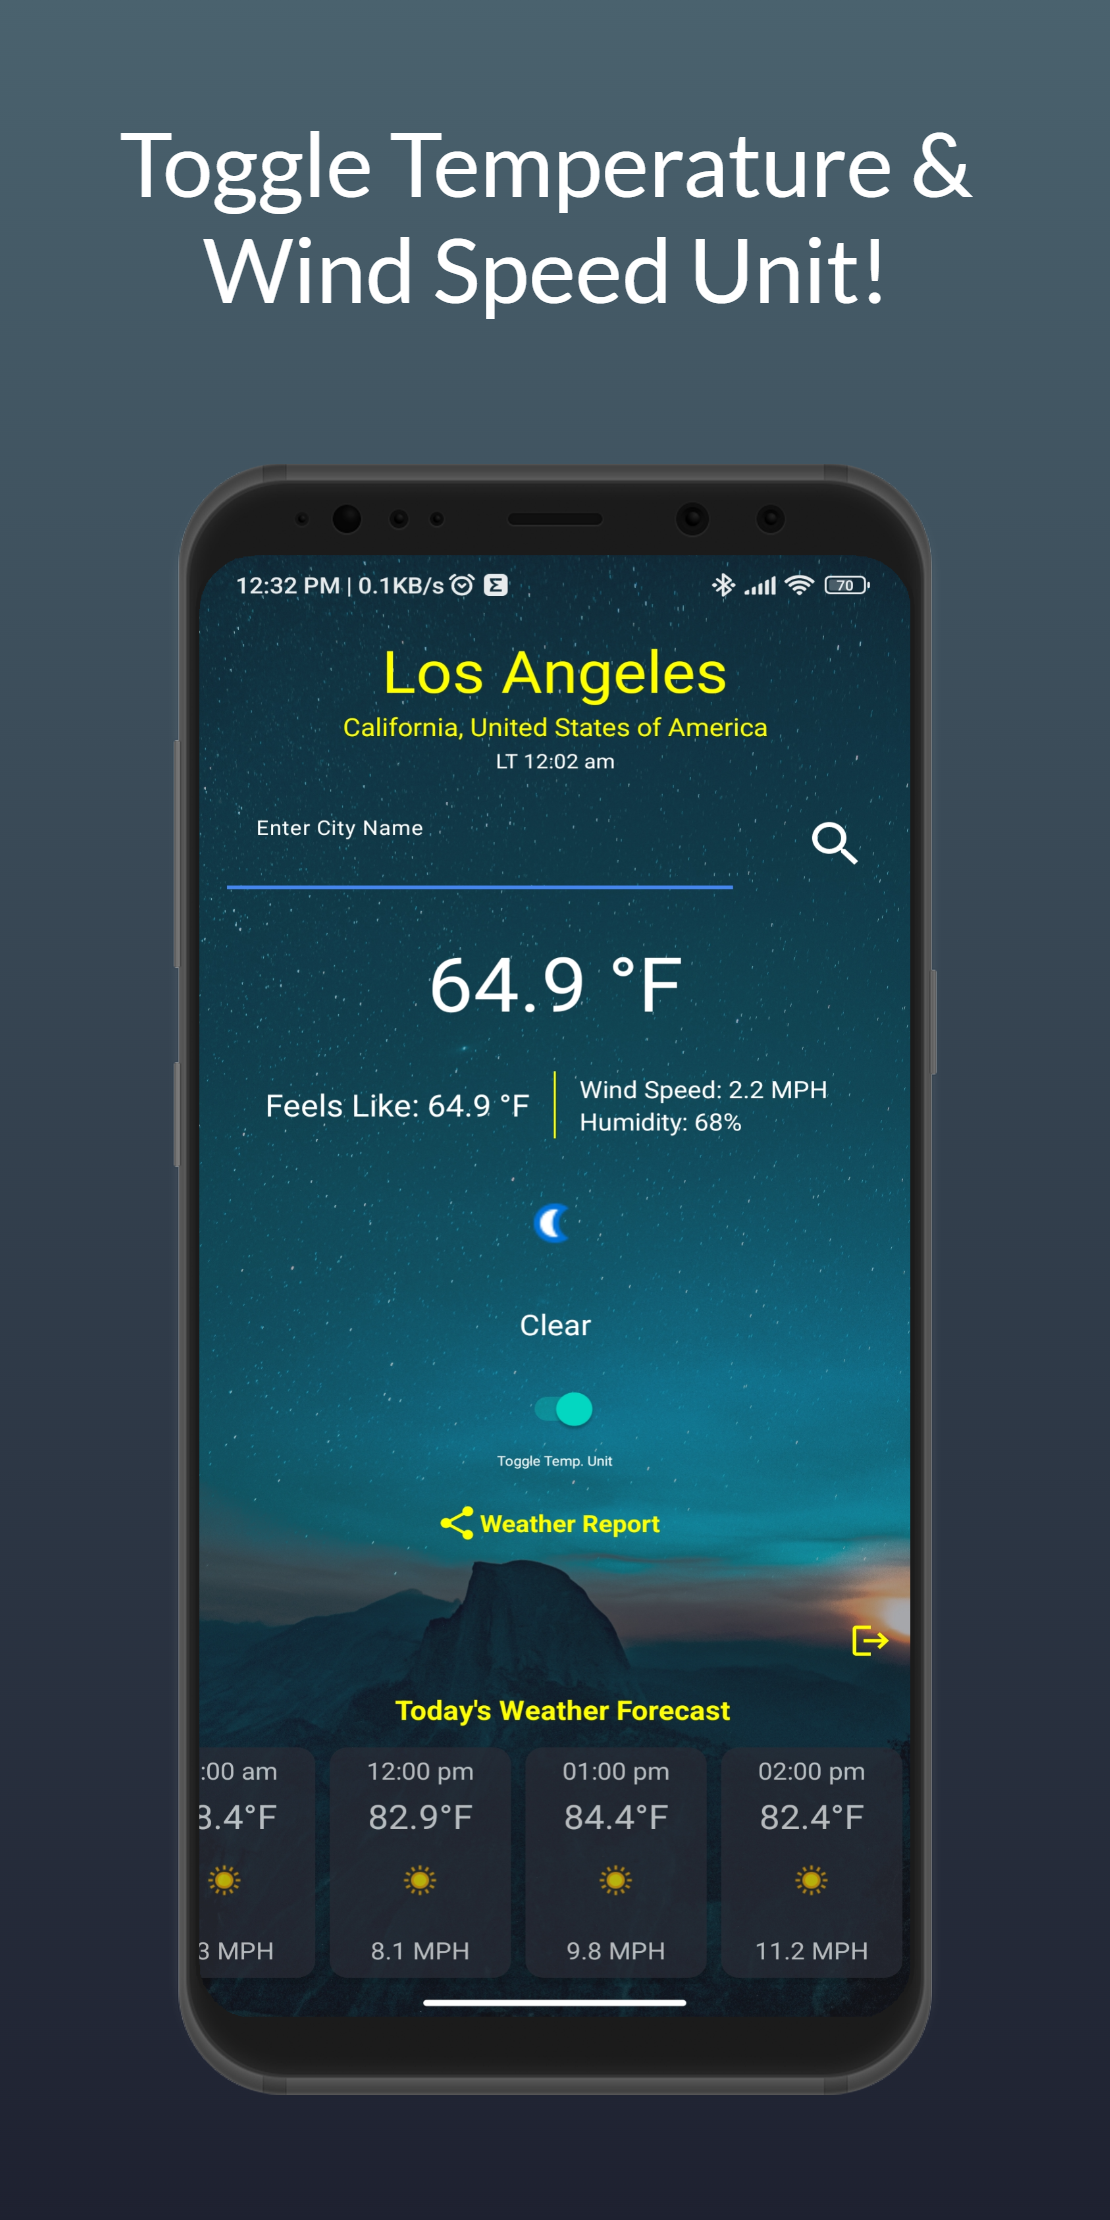 Toggle Temperature &
Wind Speed Unit!
12:32 PM | 0.1KB/s
70
Los Angeles
California, United States of America
LT 12:02 am
Enter City Name
64.9 °F
Feels Like: 64.9 °F
Wind Speed: 2.2 MPH
Humidity: 68%
Clear
Toggle Temp. Unit
Weather Report
Today's Weather Forecast
:00 am
8.4°F
3 MPH
12:00 pm
82.9°F
8.1 MPH
01:00 pm
84.4°F
9.8 MPH
02:00 pm
82.4°F
11.2 MPH